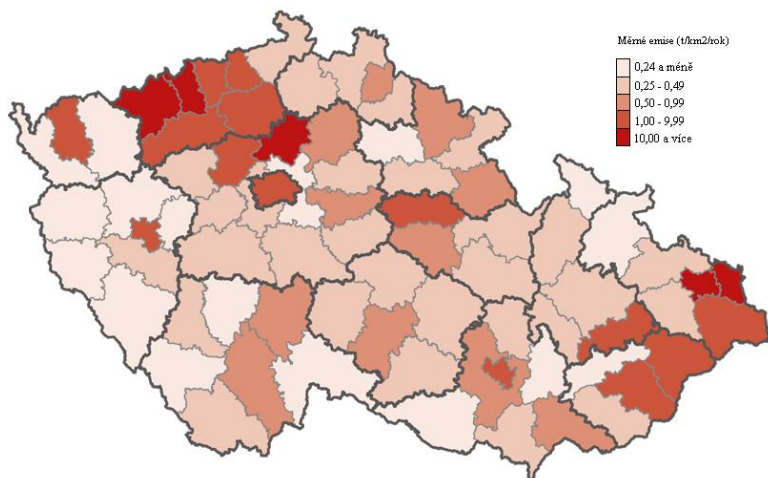 Měrné emise (t/km2/rok)
0,24 a méně
0,25 - 0,49
0,50 - 0,99
1,00 - 9,99
10,00 a více